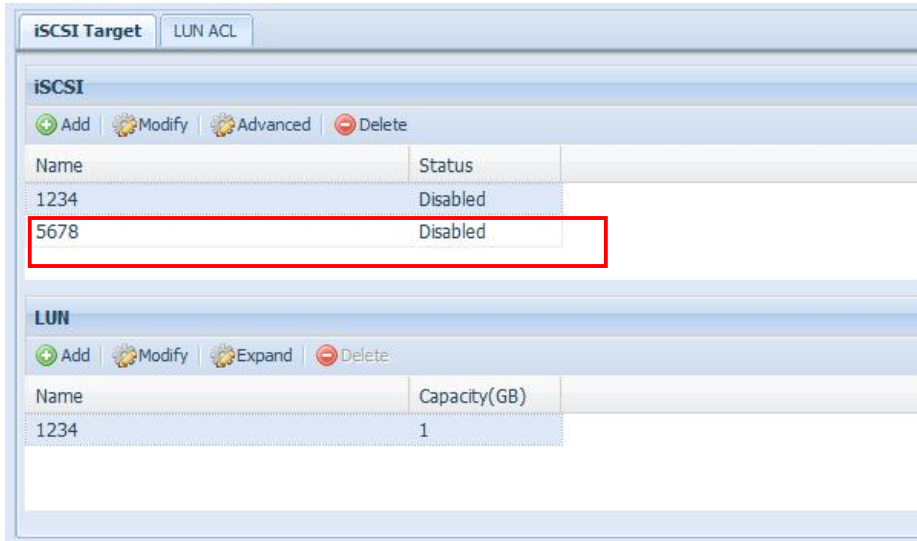 iSCSI Target LUN ACL
iSCSI
Add Modify Advanced Delete
Name Status
1234 Disabled
5678 Disabled
LUN
Add Modify Expand Delete
Name Capacity(GB)
1234 1